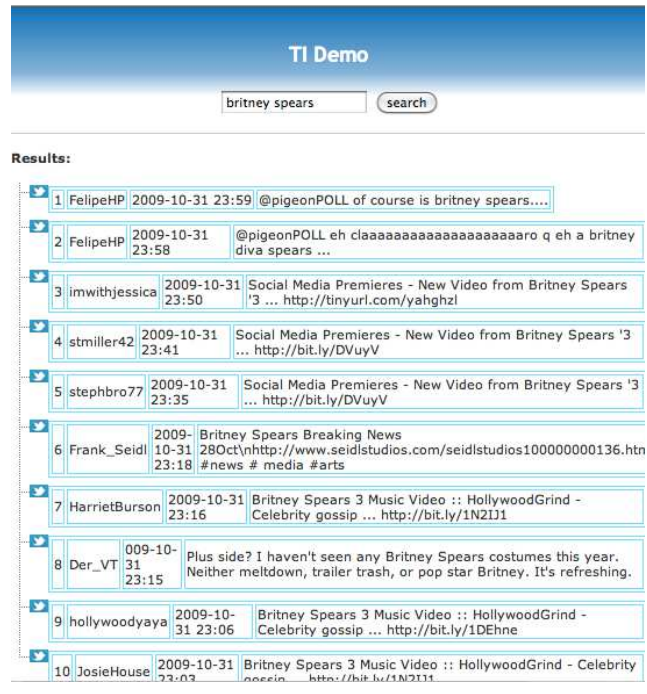 TI Demo
britney spears
search
Results:
1 FelipeHP 2009-10-31 23:59 @pigeonPOLL of course is britney spears....
2 FelipeHP 2009-10-31 23:58 @pigeonPOLL eh claaaaaaaaaaaaaaaaaaaaaro q eh a britney
diva spears ...
3 imwithjessica 2009-10-31 23:50 Social Media Premieres - New Video from Britney Spears
'3 ... http://tinyurl.com/yahghzl
4 stmiller42 2009-10-31 23:41 Social Media Premieres - New Video from Britney Spears '3
... http://bit.ly/DVuyV
5 stephbro77 2009-10-31 23:35 Social Media Premieres - New Video from Britney Spears '3
... http://bit.ly/DVuyV
6 Frank_Seidl 2009-10-31 23:18 Britney Spears Breaking News
28Oct\nhttp://www.seidlstudios.com/seidlstudios100000000136.htm
#news # media #arts
7 HarrietBurson 2009-10-31 23:16 Britney Spears 3 Music Video :: HollywoodGrind -
Celebrity gossip ... http://bit.ly/1N2IJ1
8 Der_VT 009-10-31 23:15 Plus side? I haven't seen any Britney Spears costumes this year.
Neither meltdown, trailer trash, or pop star Britney. It's refreshing.
9 hollywoodyaya 2009-10-31 23:06 Britney Spears 3 Music Video :: HollywoodGrind -
Celebrity gossip ... http://bit.ly/1DEhne
10 JosieHouse 2009-10-31 23:03 Britney Spears 3 Music Video :: HollywoodGrind - Celebrity
gossip ... http://bit.ly/1N2IJ1